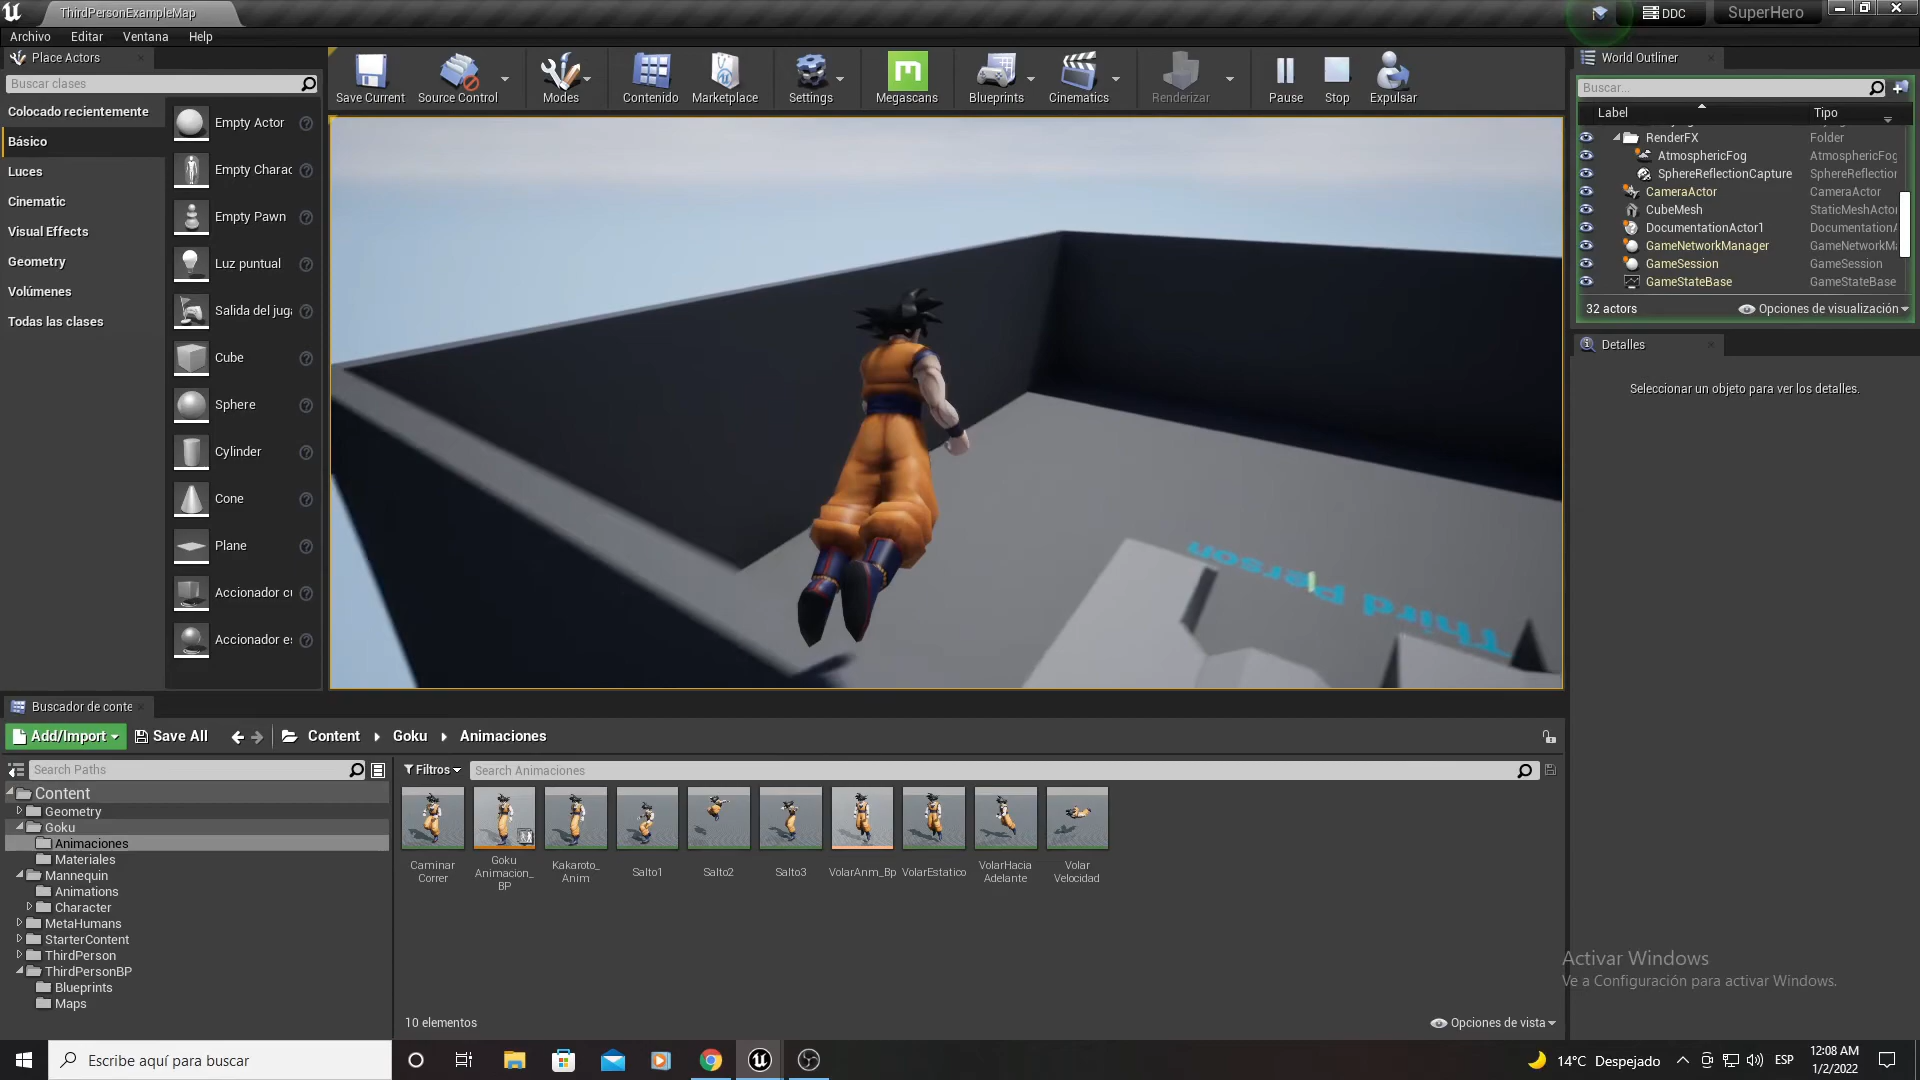 ThirdPersonExampleMap
DDC
SuperHero
Archivo
Editar
Ventana
Help
Place Actors
Buscar clases
Colocado recientemente
Básico
Luces
Cinematic
Visual Effects
Geometry
Volúmenes
Todas las clases
Empty Actor
Empty Charac
Empty Pawn
Luz puntual
Salida del juga
Cube
Sphere
Cylinder
Cone
Plane
Accionador cu
Accionador es
Save Current
Source Control
Modes
Contenido
Marketplace
Settings
Megascans
Blueprints
Cinematics
Renderizar
Pause
Stop
Expulsar
Third Person
World Outliner
Buscar...
Label
Tipo
RenderFX
Folder
AtmosphericFog
AtmosphericFog
SphereReflectionCapture
SphereReflection
CameraActor
CameraActor
CubeMesh
StaticMeshActor
DocumentationActor1
DocumentationA
GameNetworkManager
GameNetworkMa
GameSession
GameSession
GameStateBase
GameStateBase
32 actors
Opciones de visualización
Detalles
Seleccionar un objeto para ver los detalles.
Buscador de conte
Add/Import
Save All
Content
Goku
Animaciones
Search Paths
Filtros
Search Animaciones
Content
Geometry
Goku
Animaciones
Materiales
Mannequin
Animations
Character
MetaHumans
StarterContent
ThirdPerson
ThirdPersonBP
Blueprints
Maps
Caminar
Correr
Goku
Animacion_
BP
Kakaroto_
Anim
Salto1
Salto2
Salto3
VolarAnm_Bp
VolarEstatico
VolarHacia
Adelante
Volar
Velocidad
10 elementos
Opciones de vista
Activar Windows
Ve a Configuración para activar Windows.
Escribe aquí para buscar
14°C Despejado
ESP
12:08 AM
1/2/2022